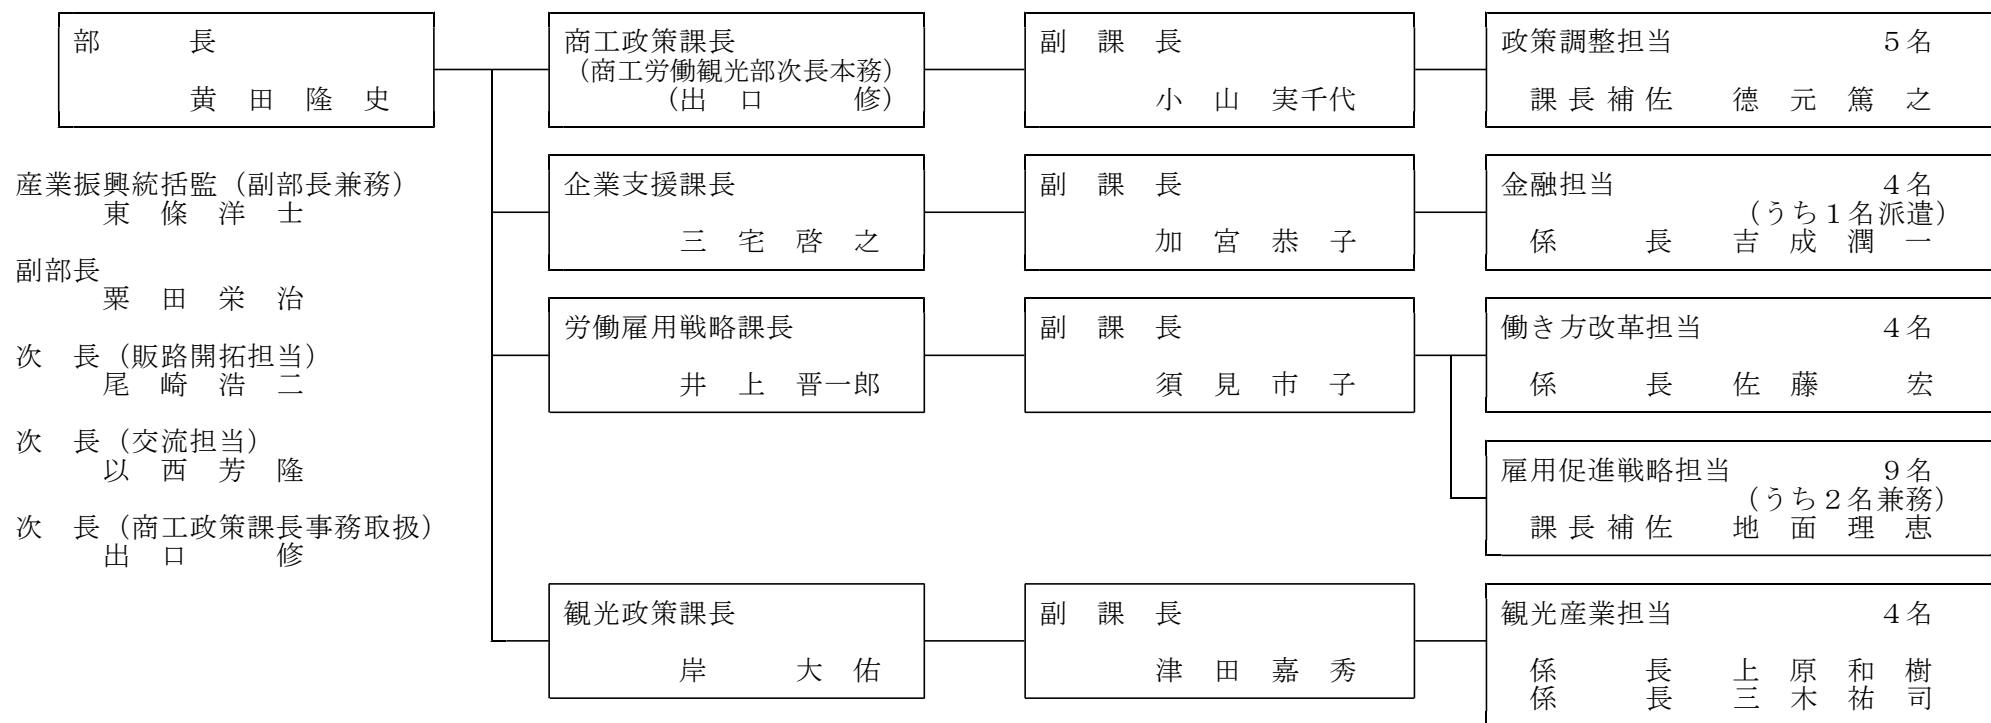 部　　長
黄田隆史
産業振興統括監（副部長兼務）
東條洋士
副部長
栗田栄治
次　長（販路開拓担当）
尾崎浩二
次　長（交流担当）
以西芳隆
次　長（商工政策課長事務取扱）
出口　修
商工政策課長
（商工労働観光部次長本務）
（出口　修）
副　課　長
小山実千代
政策調整担当　５名
課長補佐　德元篤之
企業支援課長
三宅啓之
副　課　長
加宮恭子
金融担当　４名
（うち１名派遣）
係　長　吉成潤一
労働雇用戦略課長
井上晋一郎
副　課　長
須見市子
働き方改革担当　４名
係　長　佐藤　宏
雇用促進戦略担当　９名
（うち２名兼務）
課長補佐　地面理恵
観光政策課長
岸　大佑
副　課　長
津田嘉秀
観光産業担当　４名
係　長　上原和樹
係　長　三木祐司